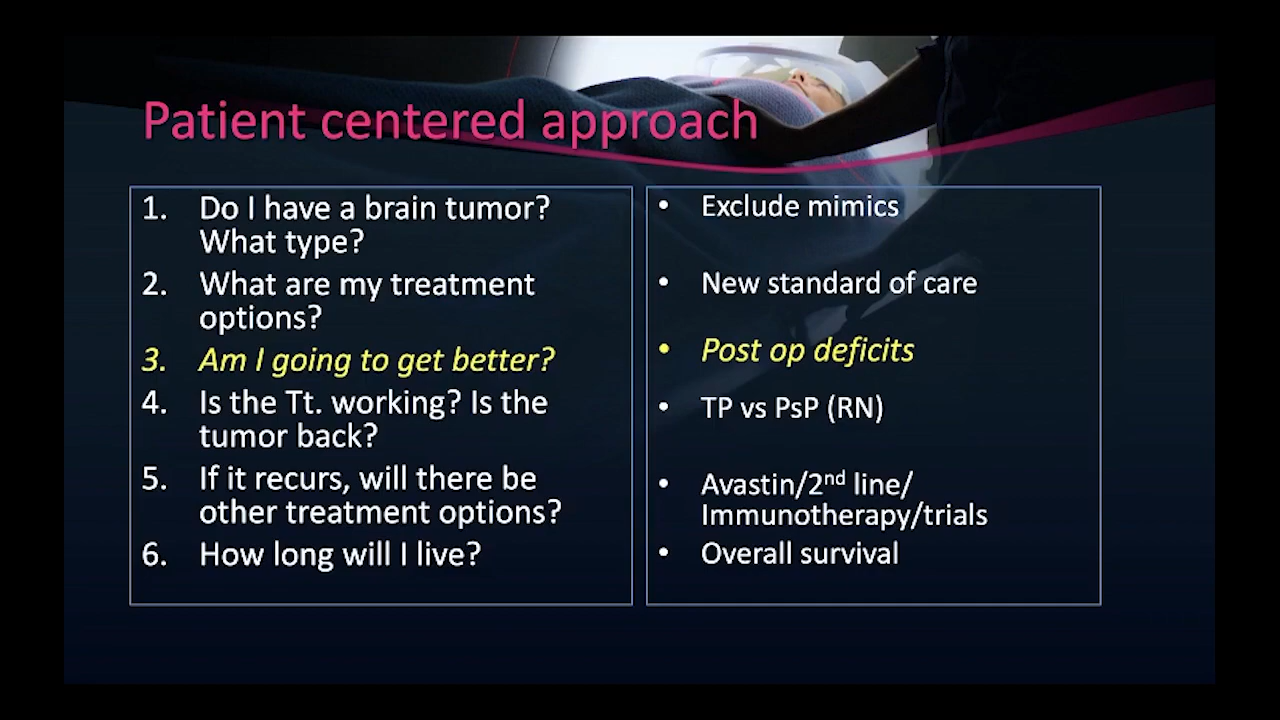 Patient centered approach
1. Do I have a brain tumor?
What type?
2. What are my treatment
options?
3. Am I going to get better?
4. Is the Tt. working? Is the
tumor back?
5. If it recurs, will there be
other treatment options?
6. How long will I live?
• Exclude mimics
• New standard of care
• Post op deficits
• TP vs PsP (RN)
• Avastin/2nd line/
Immunotherapy/trials
• Overall survival